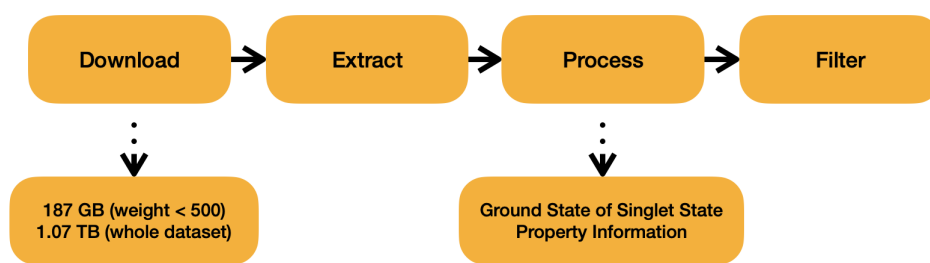 Download
Extract
Process
Filter
187 GB (weight < 500)
1.07 TB (whole dataset)
Ground State of Singlet State
Property Information